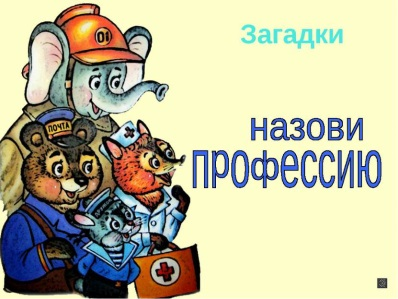 Загадки
01
назови
ПОЧТА
профессию